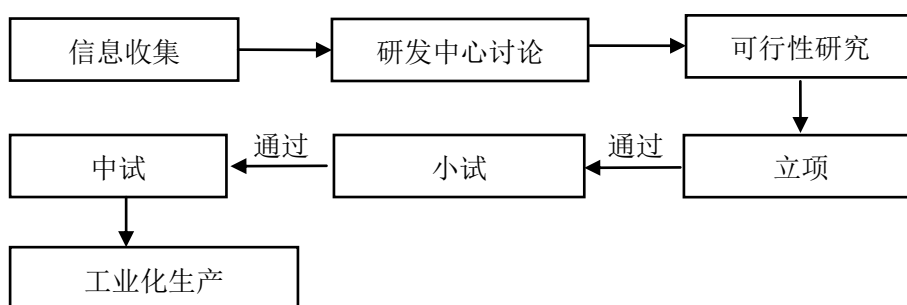 信息收集
研发中心讨论
可行性研究
立项
通过
小试
通过
中试
工业化生产